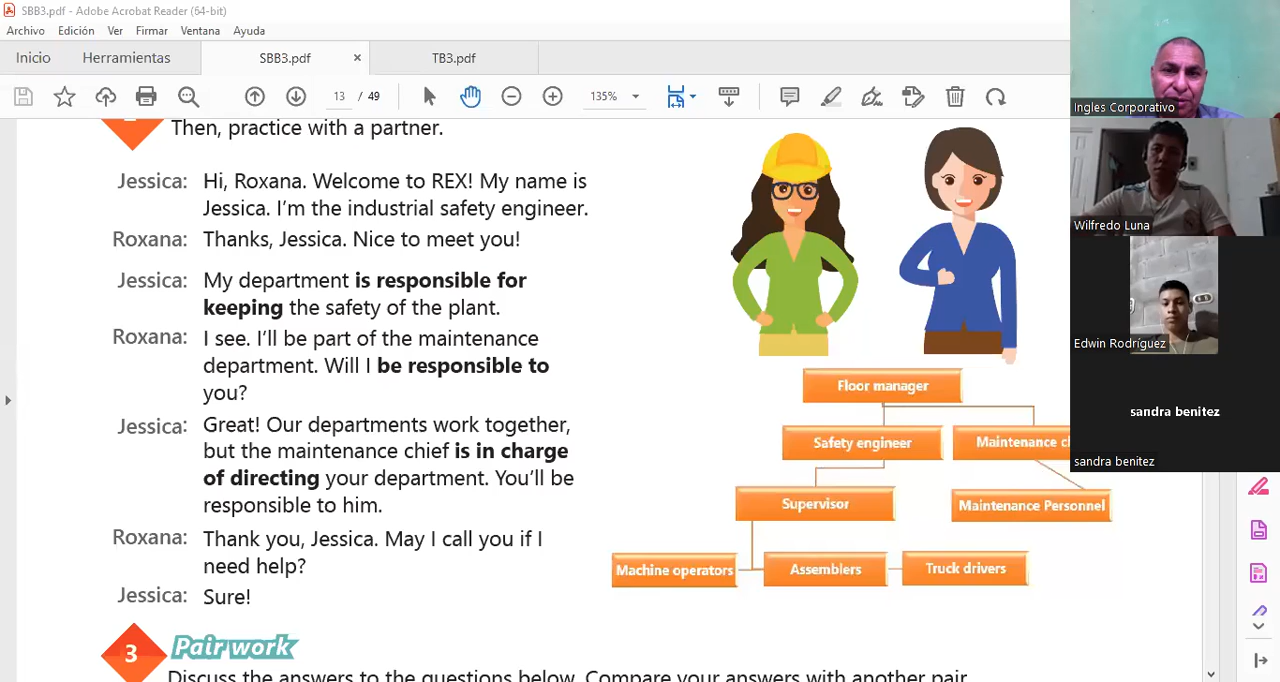 SBB3.pdf - Adobe Acrobat Reader (64-bit)
Archivo Edición Ver Firmar Ventana Ayuda
Inicio Herramientas SBB3.pdf × TB3.pdf
13 / 49 135%
Then, practice with a partner.
Jessica: Hi, Roxana. Welcome to REX! My name is
Jessica. I’m the industrial safety engineer.
Roxana: Thanks, Jessica. Nice to meet you!
Jessica: My department is responsible for
keeping the safety of the plant.
Roxana: I see. I’ll be part of the maintenance
department. Will I be responsible to
you?
Jessica: Great! Our departments work together,
but the maintenance chief is in charge
of directing your department. You’ll be
responsible to him.
Roxana: Thank you, Jessica. May I call you if I
need help?
Jessica: Sure!
Floor manager
Safety engineer
Maintenance
Supervisor
Maintenance Personnel
Machine operators
Assemblers
Truck drivers
3 Pair work
Discuss the answers to the questions below. Compare your answers with another pair.
Ingles Corporativo
Wilfredo Luna
Edwin Rodríguez
sandra benitez
sandra benitez